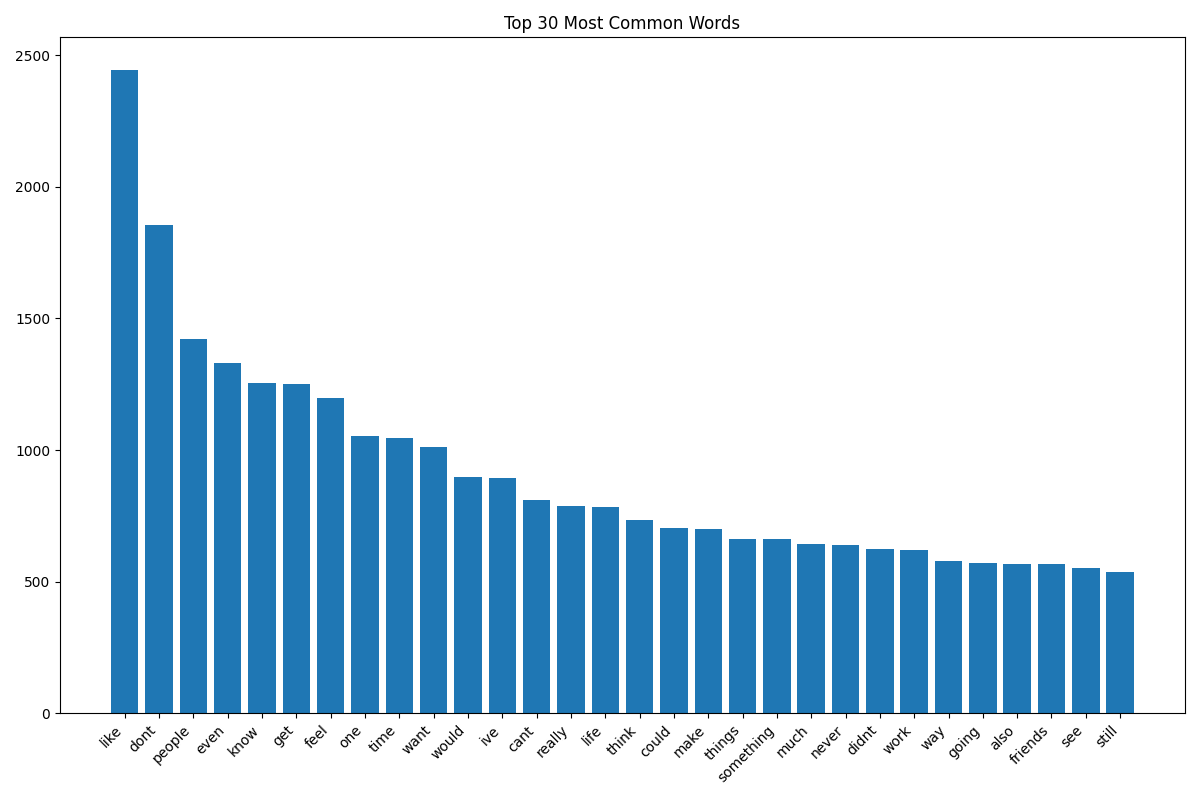 Top 30 Most Common Words
2500
2000
1500
1000
500
0
like
dont
people
even
know
get
feel
one
time
want
would
ive
cant
really
life
think
could
make
things
something
much
never
didnt
work
way
going
also
friends
see
still